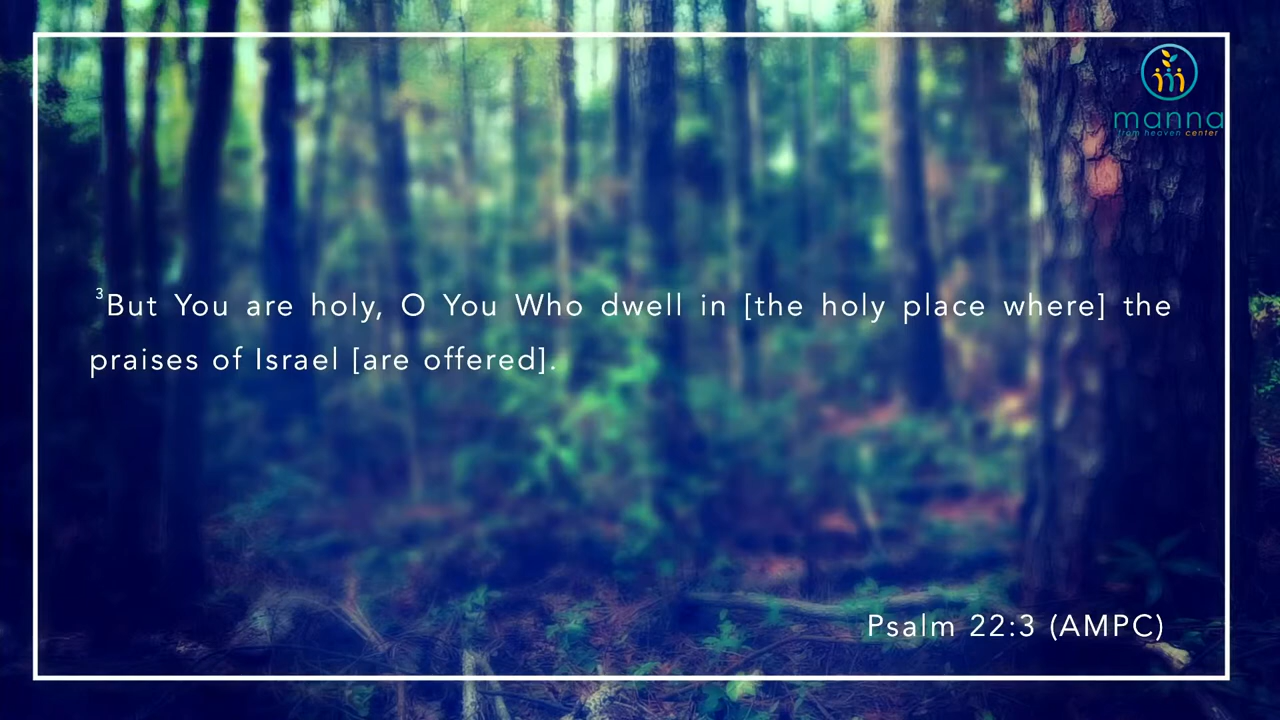 manna
from heaven center
³But You are holy, O You Who dwell in [the holy place where] the
praises of Israel [are offered].
Psalm 22:3 (AMPC)